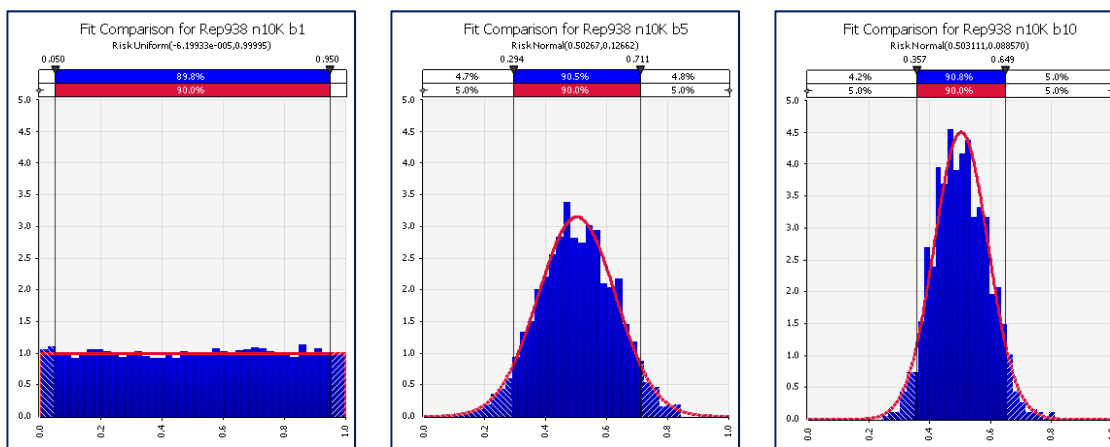 Fit Comparison for Rep938 n10K b1
Risk Uniform(-6.19933e-005,0.99995)
0.050 0.950
89.8%
90.0%
5.0
4.5
4.0
3.5
3.0
2.5
2.0
1.5
1.0
0.5
0.0
0.0 0.2 0.4 0.6 0.8 1.0
Fit Comparison for Rep938 n10K b5
Risk Normal(0.50267,0.12662)
0.294 0.711
4.7% 90.5% 4.8%
5.0% 90.0% 5.0%
5.0
4.5
4.0
3.5
3.0
2.5
2.0
1.5
1.0
0.5
0.0
0.0 0.2 0.4 0.6 0.8 1.0
Fit Comparison for Rep938 n10K b10
Risk Normal(0.503111,0.088570)
0.357 0.649
4.2% 90.8% 5.0%
5.0% 90.0% 5.0%
5.0
4.5
4.0
3.5
3.0
2.5
2.0
1.5
1.0
0.5
0.0
0.0 0.2 0.4 0.6 0.8 1.0